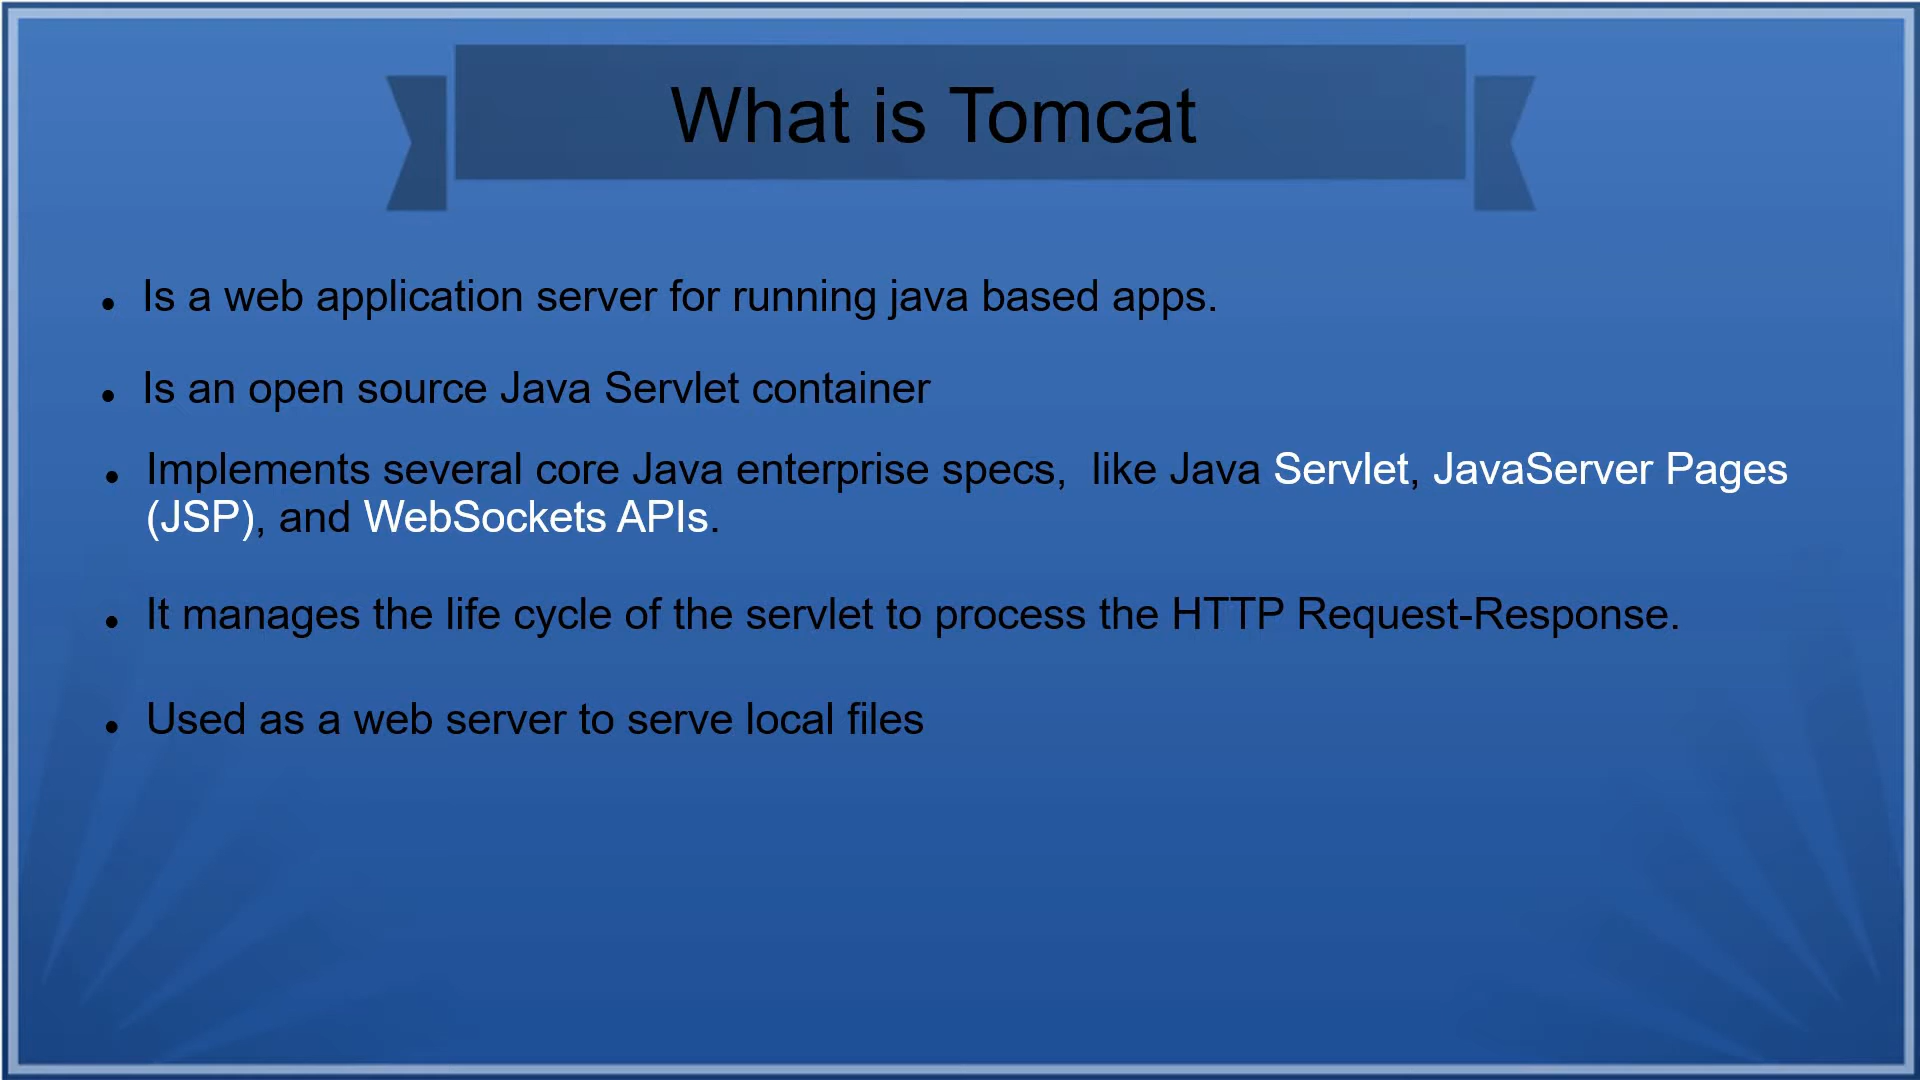 What is Tomcat
● Is a web application server for running java based apps.
● Is an open source Java Servlet container
● Implements several core Java enterprise specs,  like Java Servlet, JavaServer Pages
(JSP), and WebSockets APIs.
● It manages the life cycle of the servlet to process the HTTP Request-Response.
● Used as a web server to serve local files